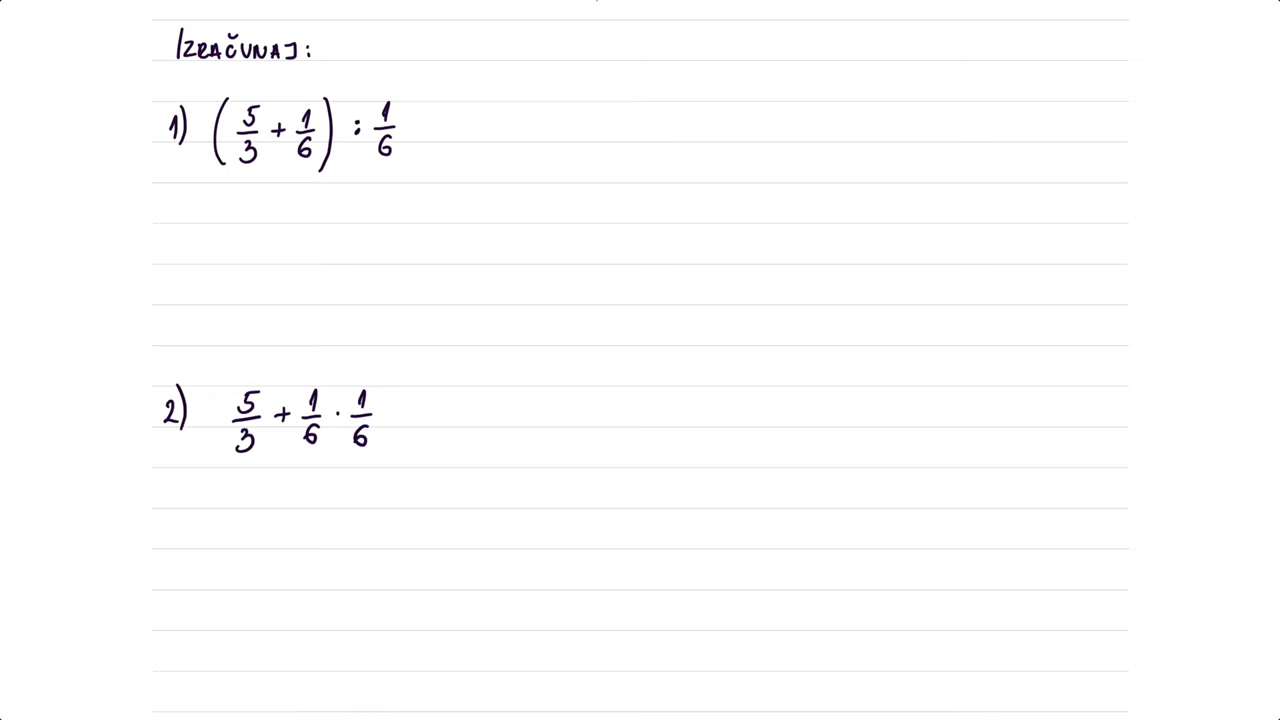 IZRAČUNAJ:
1) (5/3 + 1/6) : 1/6
2) 5/3 + 1/6 · 1/6